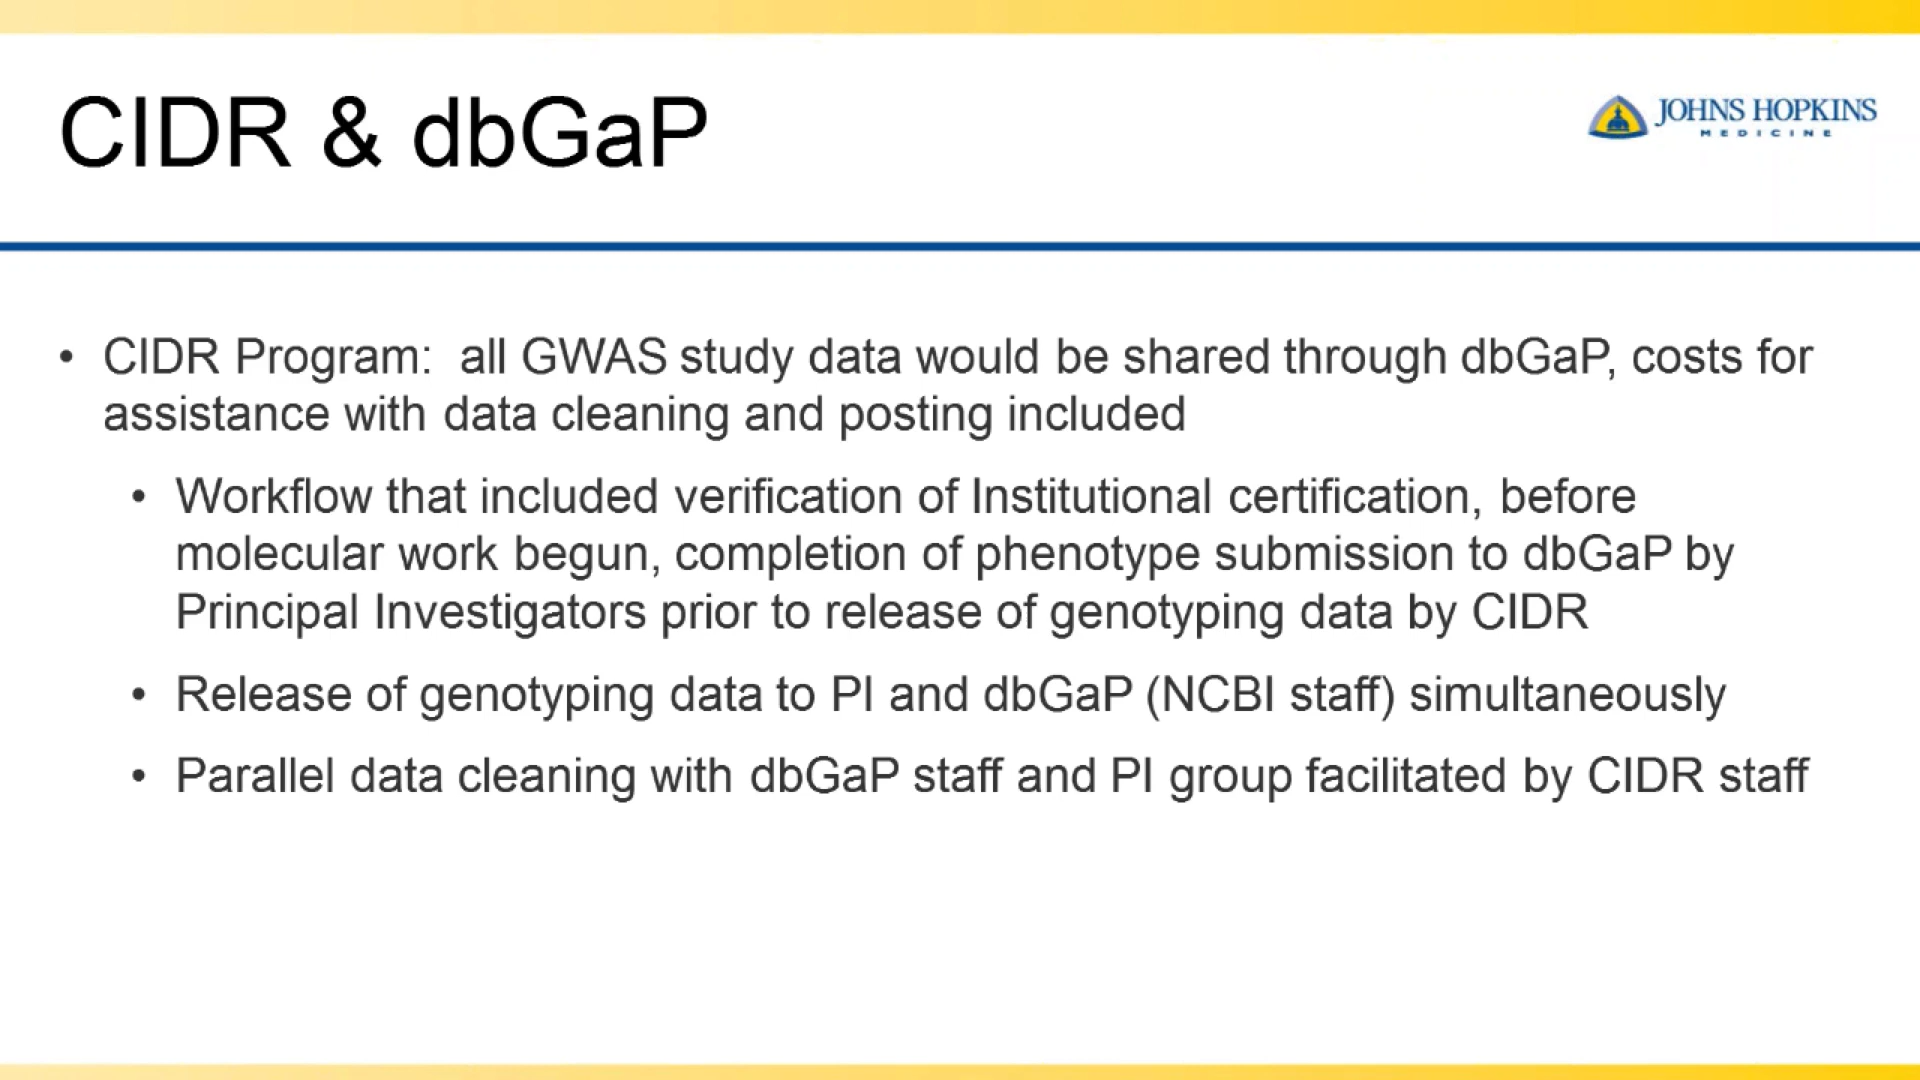 CIDR & dbGaP
JOHNS HOPKINS
MEDICINE
• CIDR Program:  all GWAS study data would be shared through dbGaP, costs for
assistance with data cleaning and posting included
• Workflow that included verification of Institutional certification, before
molecular work begun, completion of phenotype submission to dbGaP by
Principal Investigators prior to release of genotyping data by CIDR
• Release of genotyping data to PI and dbGaP (NCBI staff) simultaneously
• Parallel data cleaning with dbGaP staff and PI group facilitated by CIDR staff